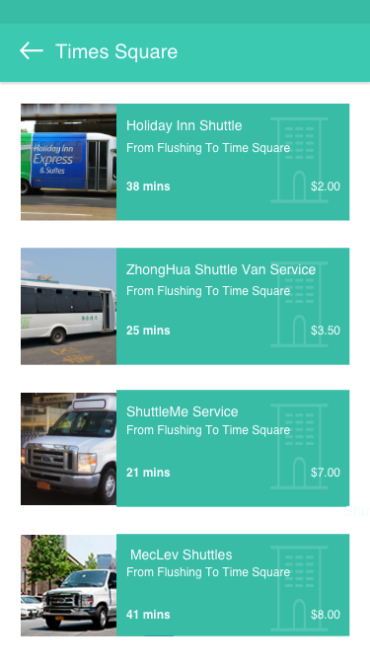 Times Square
Holiday Inn Shuttle
From Flushing To Time Square
38 mins
$2.00
Holiday Inn
Express
& Suites
ZhongHua Shuttle Van Service
From Flushing To Time Square
25 mins
$3.50
ShuttleMe Service
From Flushing To Time Square
21 mins
$7.00
MecLev Shuttles
From Flushing To Time Square
41 mins
$8.00